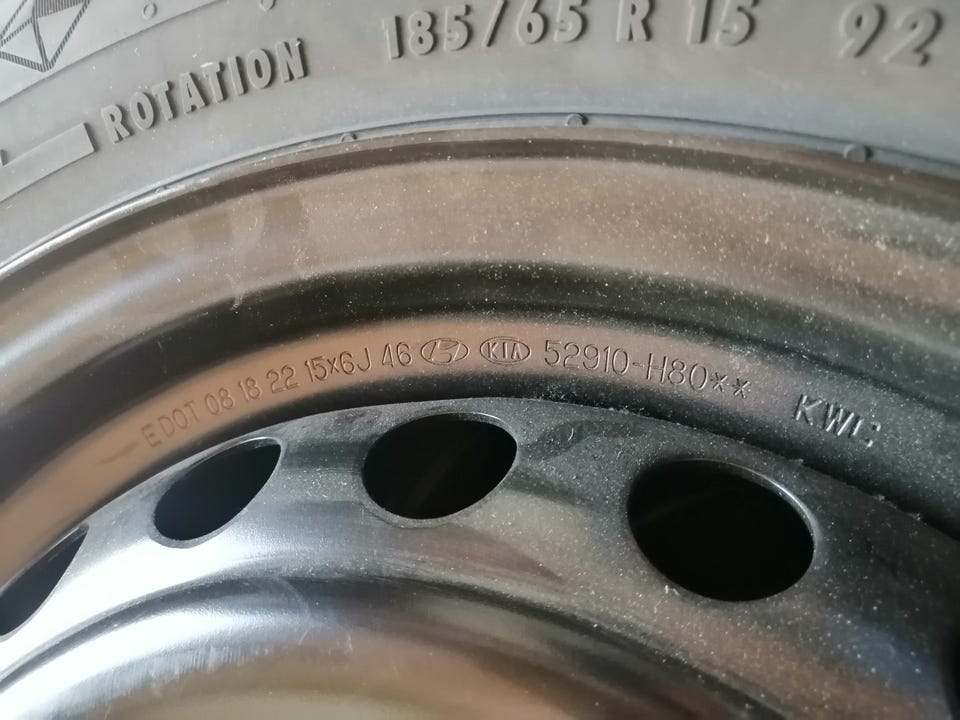 ROTATION 185/65 R 15 92
E DOT 08 18 22 15x6J 46 KIA 52910-H80** KWC